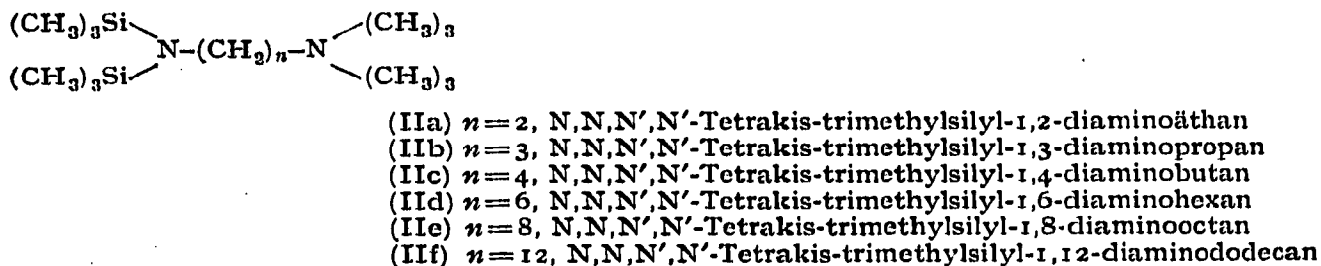 (CH₃)₃Si (CH₃)₃
N–(CH₂)ₙ–N
(CH₃)₃Si (CH₃)₃
(IIa) n=2, N,N,N′,N′-Tetrakis-trimethylsilyl-1,2-diaminoäthan
(IIb) n=3, N,N,N′,N′-Tetrakis-trimethylsilyl-1,3-diaminopropan
(IIc) n=4, N,N,N′,N′-Tetrakis-trimethylsilyl-1,4-diaminobutan
(IId) n=6, N,N,N′,N′-Tetrakis-trimethylsilyl-1,6-diaminohexan
(IIe) n=8, N,N,N′,N′-Tetrakis-trimethylsilyl-1,8-diaminooctan
(IIf) n=12, N,N,N′,N′-Tetrakis-trimethylsilyl-1,12-diaminododecan